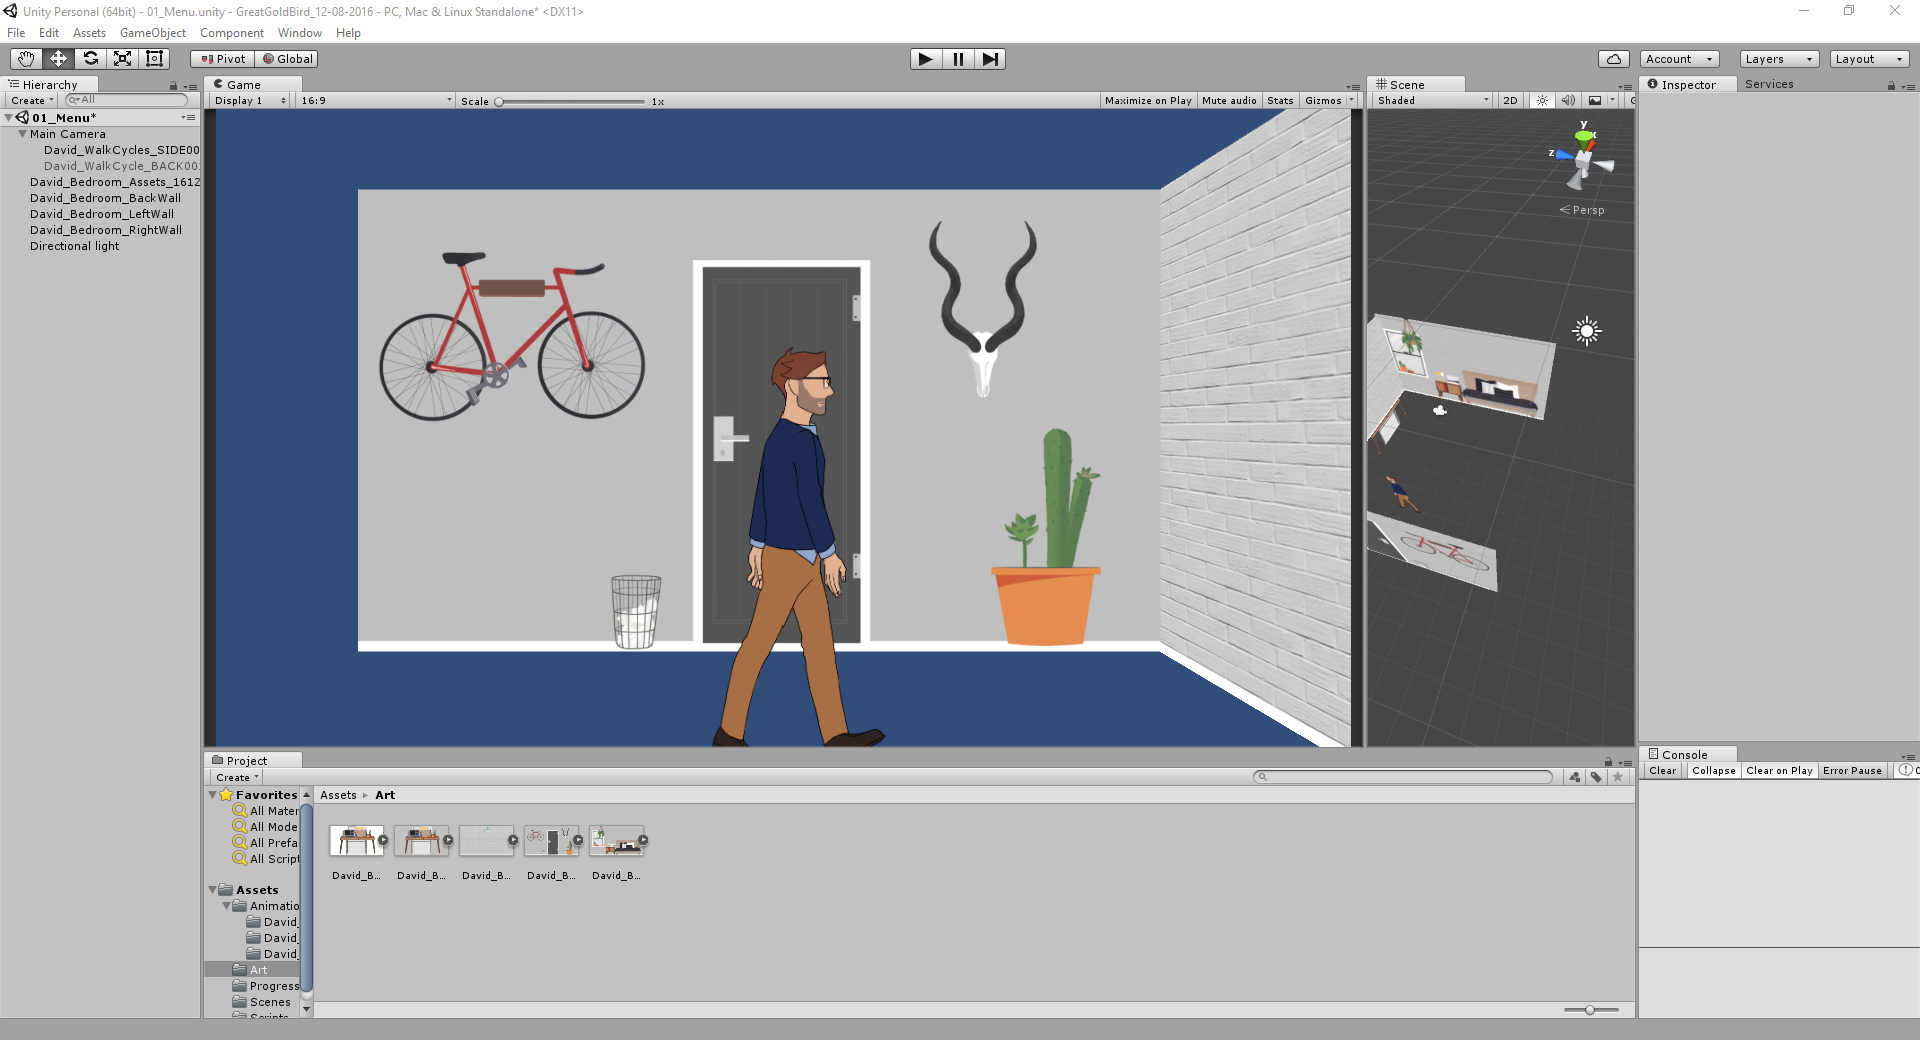 Unity Personal (64bit) - 01_Menu.unity - GreatGoldBird_12-08-2016 - PC, Mac & Linux Standalone* <DX11>
File Edit Assets GameObject Component Window Help
Pivot Global Account Layers Layout
Hierarchy
Create All
01_Menu*
Main Camera
David_WalkCycles_SIDE00
David_WalkCycle_BACK00
David_Bedroom_Assets_1612
David_Bedroom_BackWall
David_Bedroom_LeftWall
David_Bedroom_RightWall
Directional light
Game
Display 1 16:9 Scale 1x Maximize on Play Mute audio Stats Gizmos
Scene
Shaded 2D
y
x
z
Persp
Inspector Services
Project
Create
Favorites
All Mater
All Mode
All Prefa
All Script
Assets
Animatio
David_
David_
David_
Art
Progress
Scenes
Scripts
Assets Art
David_B... David_B... David_B... David_B... David_B...
Console
Clear Collapse Clear on Play Error Pause